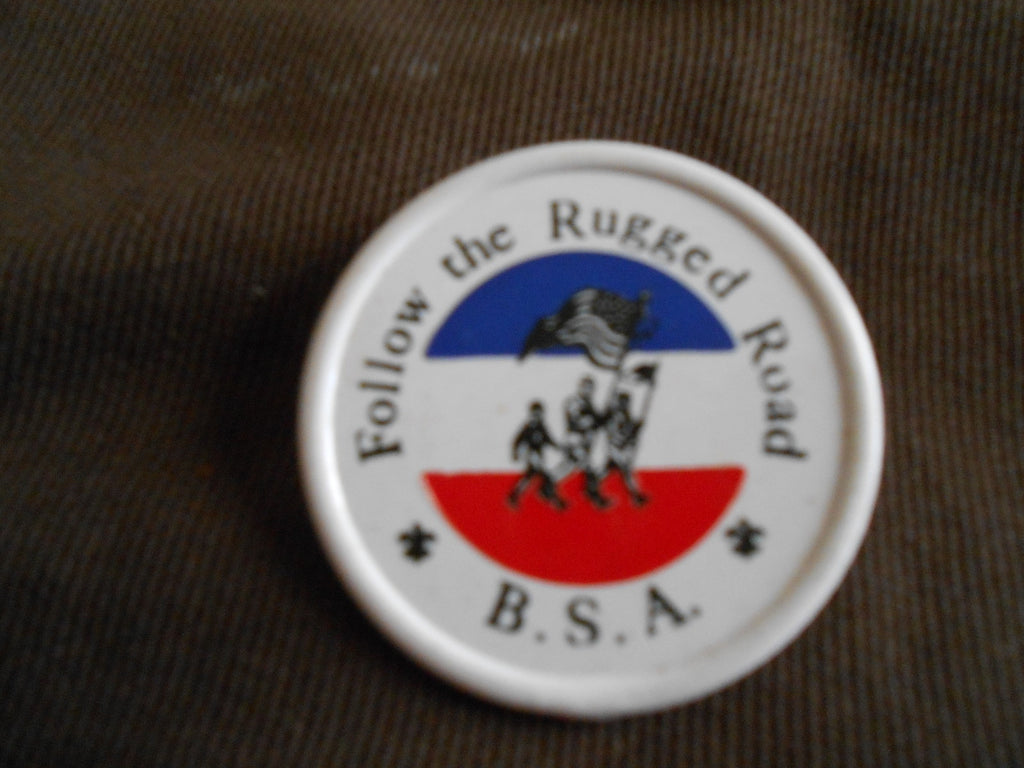 Follow the Rugged Road
B.S.A.